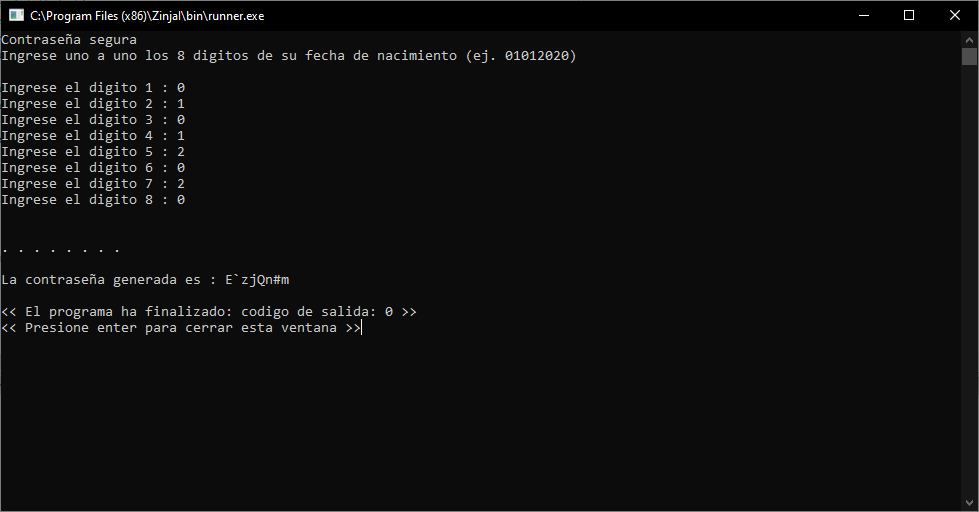 C:\Program Files (x86)\Zinjal\bin\runner.exe
Contraseña segura
Ingrese uno a uno los 8 digitos de su fecha de nacimiento (ej. 01012020)
Ingrese el digito 1 : 0
Ingrese el digito 2 : 1
Ingrese el digito 3 : 0
Ingrese el digito 4 : 1
Ingrese el digito 5 : 2
Ingrese el digito 6 : 0
Ingrese el digito 7 : 2
Ingrese el digito 8 : 0
. . . . . . . .
La contraseña generada es : E`zjQn#m
<< El programa ha finalizado: codigo de salida: 0 >>
<< Presione enter para cerrar esta ventana >>